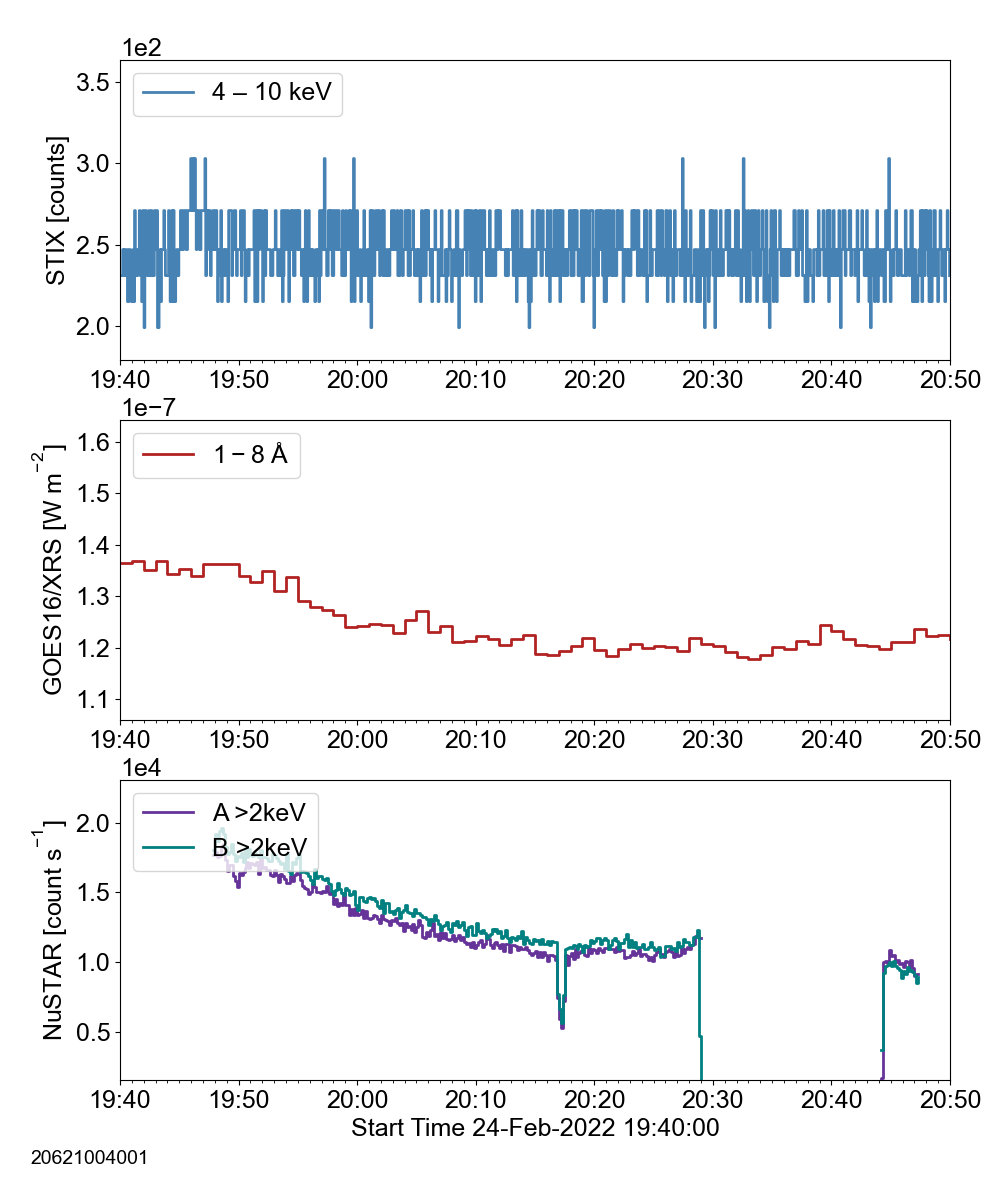 1e2
3.5
3.0
2.5
2.0
STIX [counts]
4 − 10 keV
19:40 19:50 20:00 20:10 20:20 20:30 20:40 20:50
1e−7
1.6
1.5
1.4
1.3
1.2
1.1
GOES16/XRS [W m⁻²]
1 − 8 Å
19:40 19:50 20:00 20:10 20:20 20:30 20:40 20:50
1e4
2.0
1.5
1.0
0.5
NuSTAR [count s⁻¹]
A >2keV
B >2keV
19:40 19:50 20:00 20:10 20:20 20:30 20:40 20:50
Start Time 24-Feb-2022 19:40:00
20621004001